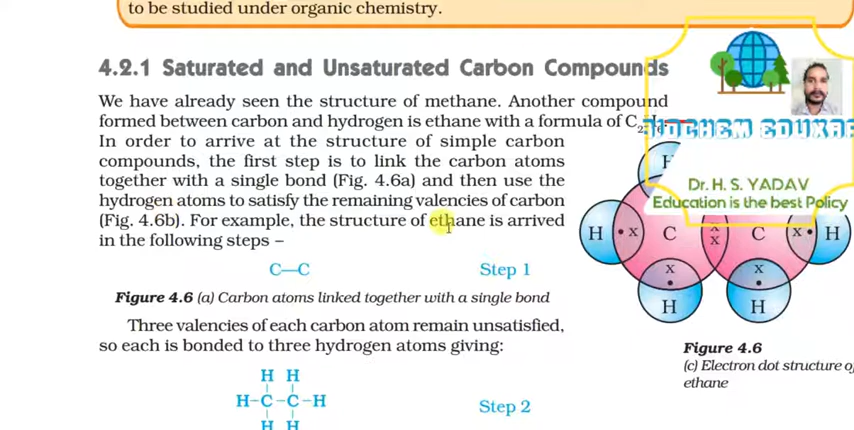 to be studied under organic chemistry.
4.2.1 Saturated and Unsaturated Carbon Compounds
We have already seen the structure of methane. Another compound
formed between carbon and hydrogen is ethane with a formula of C2
In order to arrive at the structure of simple carbon
compounds, the first step is to link the carbon atoms
together with a single bond (Fig. 4.6a) and then use the
hydrogen atoms to satisfy the remaining valencies of carbon
(Fig. 4.6b). For example, the structure of ethane is arrived
in the following steps –
C—C Step 1
Figure 4.6 (a) Carbon atoms linked together with a single bond
Three valencies of each carbon atom remain unsatisfied,
so each is bonded to three hydrogen atoms giving:
H H
H–C–C–H Step 2
H H
Dr. H. S. YADAV
Education is the best Policy
H x C x x C x H
x x
H H
Figure 4.6
(c) Electron dot structure of
ethane